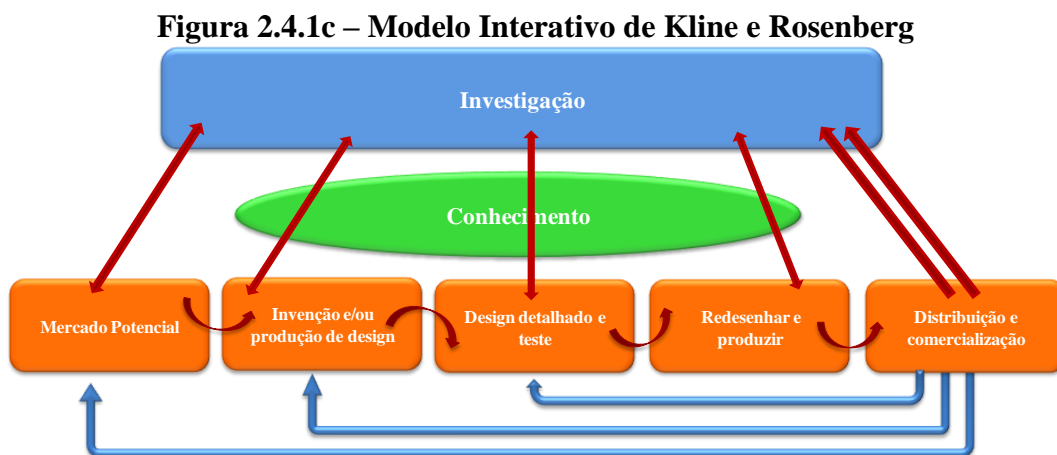 Figura 2.4.1c – Modelo Interativo de Kline e Rosenberg
Investigação
Conhecimento
Mercado Potencial
Invenção e/ou
produção de design
Design detalhado e
teste
Redesenhar e
produzir
Distribuição e
comercialização